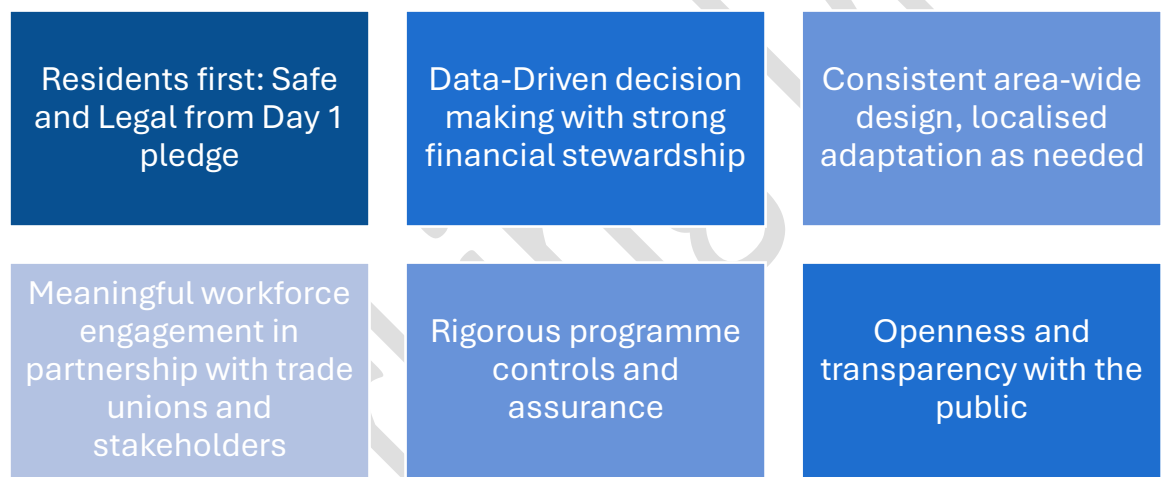 Residents first: Safe
and Legal from Day 1
pledge
Data-Driven decision
making with strong
financial stewardship
Consistent area-wide
design, localised
adaptation as needed
Meaningful workforce
engagement in
partnership with trade
unions and
stakeholders
Rigorous programme
controls and
assurance
Openness and
transparency with the
public